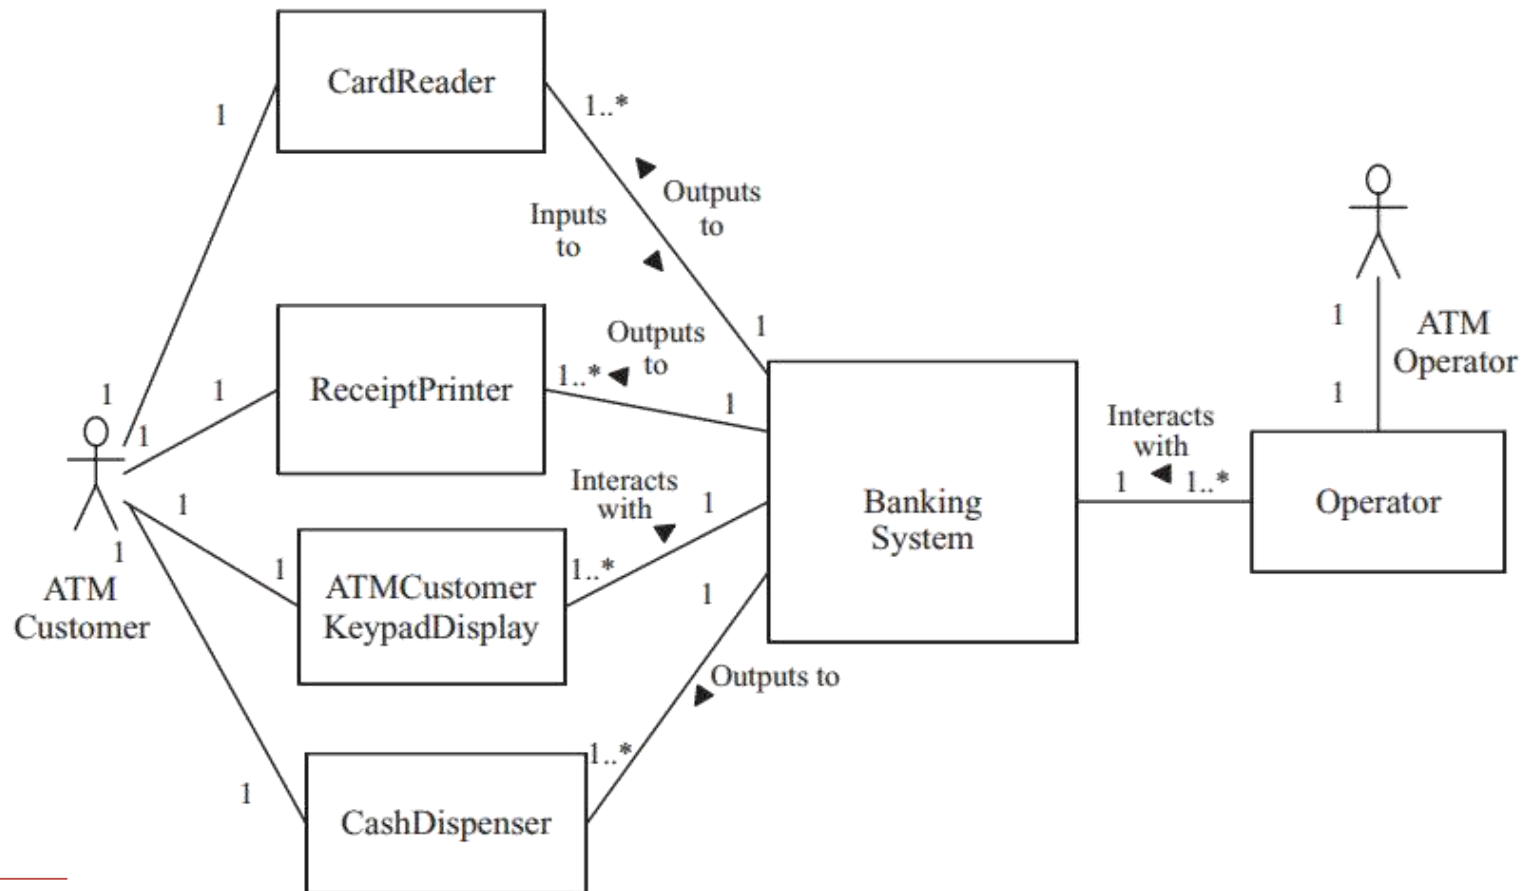 CardReader
1
1..*
Outputs
to
Inputs
to
1
Outputs
to
1..*
ReceiptPrinter
1
1
1
1
1
ATM
Operator
1
Interacts
with
1
1..*
Operator
Banking
System
Interacts
with
1
1..*
1
1
1
ATM
Customer
ATMCustomer
KeypadDisplay
1
Outputs to
1..*
1
CashDispenser